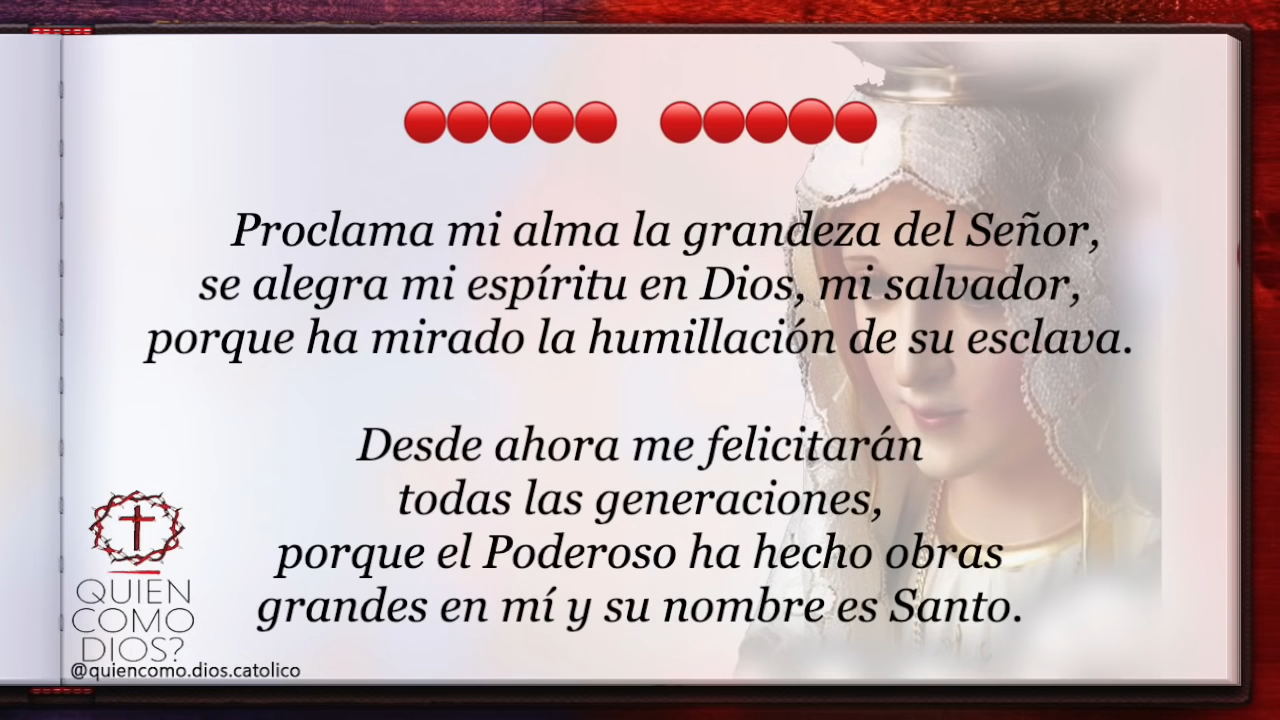 Proclama mi alma la grandeza del Señor,
se alegra mi espíritu en Dios, mi salvador,
porque ha mirado la humillación de su esclava.
Desde ahora me felicitarán
todas las generaciones,
porque el Poderoso ha hecho obras
grandes en mí y su nombre es Santo.
QUIEN
COMO
DIOS?
@quiencomo.dios.catolico